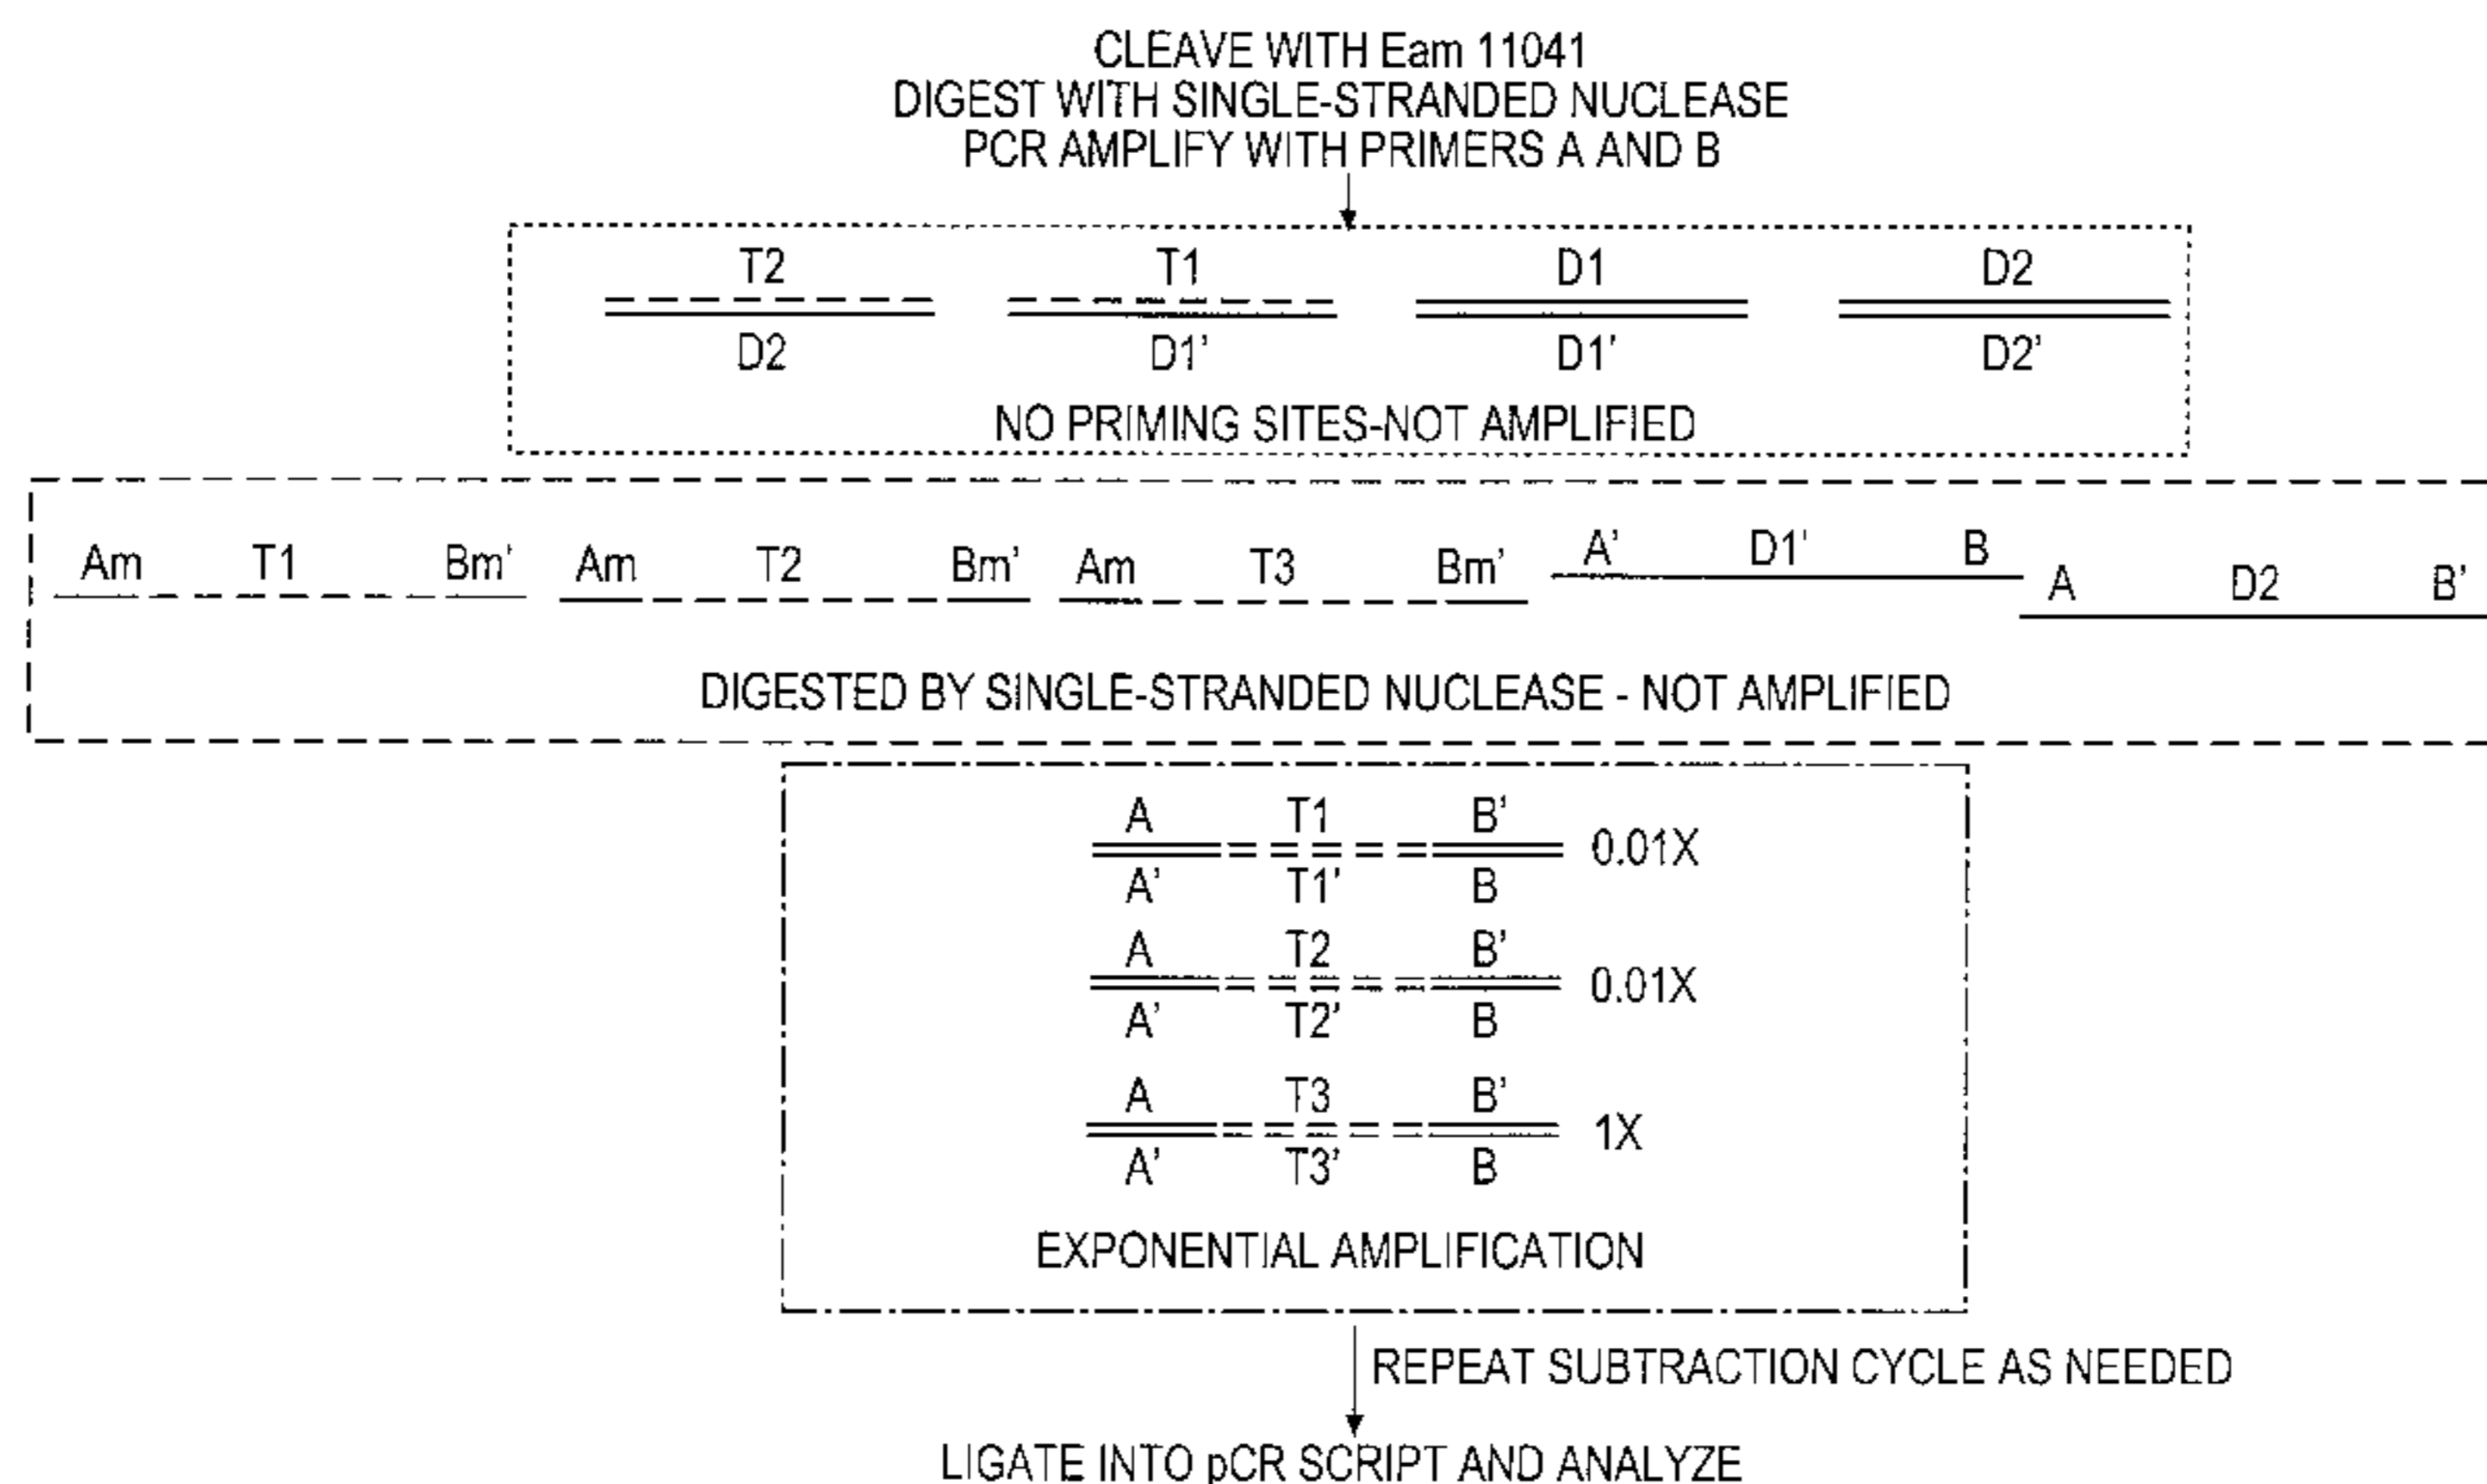 CLEAVE WITH Eam 11041
DIGEST WITH SINGLE-STRANDED NUCLEASE
PCR AMPLIFY WITH PRIMERS A AND B
T2 T1 D1 D2
D2 D1' D1' D2'
NO PRIMING SITES-NOT AMPLIFIED
Am T1 Bm' Am T2 Bm' Am T3 Bm' A' D1' B A D2 B'
DIGESTED BY SINGLE-STRANDED NUCLEASE - NOT AMPLIFIED
A T1 B'
0.01X
A' T1' B
A T2 B'
0.01X
A' T2' B
A T3 B'
1X
A' T3' B
EXPONENTIAL AMPLIFICATION
REPEAT SUBTRACTION CYCLE AS NEEDED
LIGATE INTO pCR SCRIPT AND ANALYZE